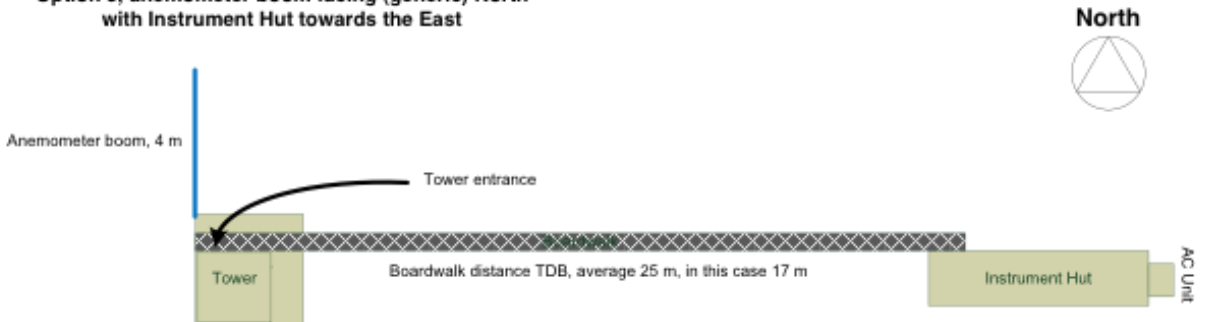 with Instrument Hut towards the East
North
Anemometer boom, 4 m
Tower entrance
Boardwalk distance TDB, average 25 m, in this case 17 m
Tower
Instrument Hut
AC Unit